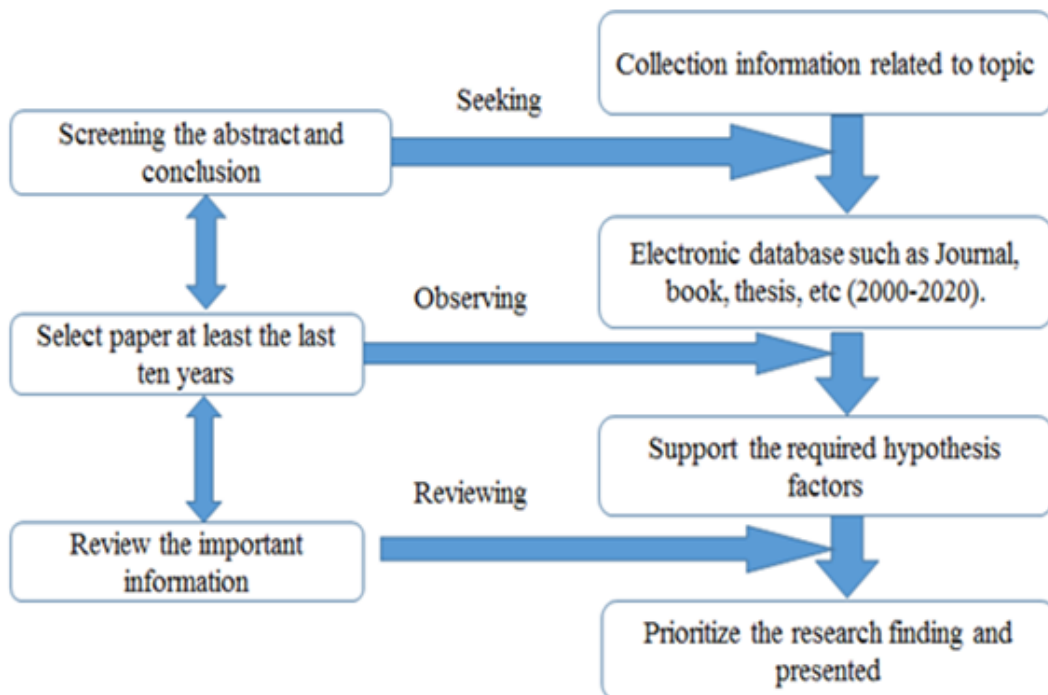 Collection information related to topic
Seeking
Screening the abstract and
conclusion
Electronic database such as Journal,
book, thesis, etc (2000-2020).
Observing
Select paper at least the last
ten years
Support the required hypothesis
factors
Reviewing
Review the important
information
Prioritize the research finding and
presented